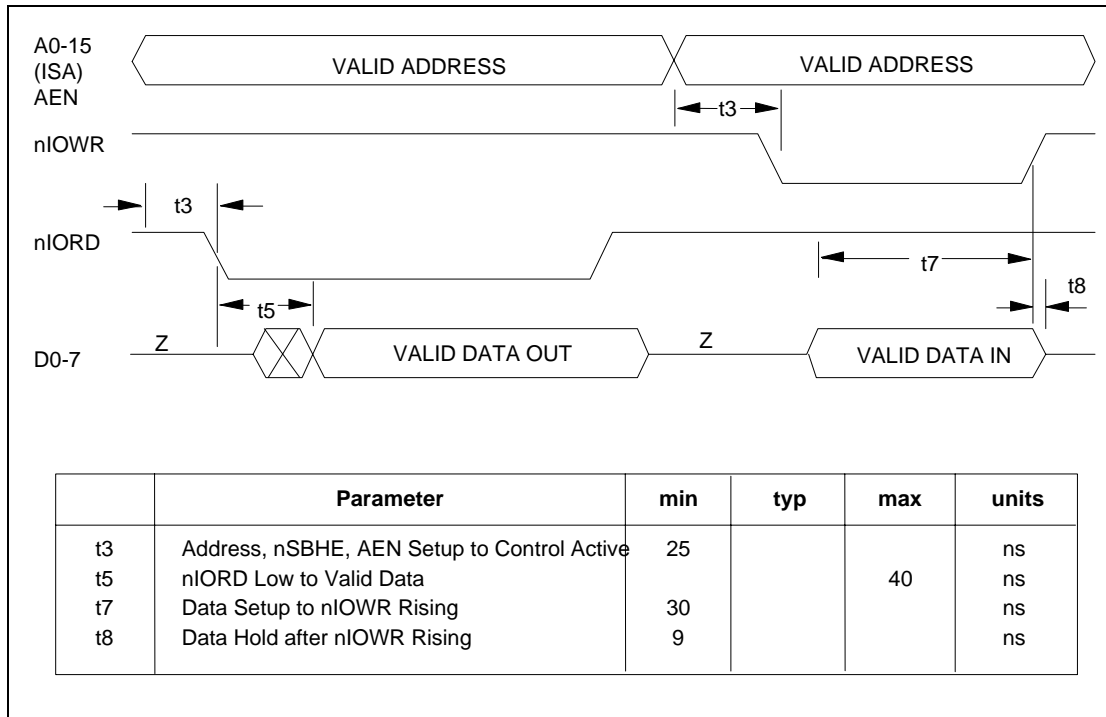 A0-15
(ISA)
AEN
VALID ADDRESS
VALID ADDRESS
t3
nIOWR
t3
nIORD
t7
t8
t5
Z
Z
D0-7
VALID DATA OUT
VALID DATA IN
Parameter min typ max units
t3 Address, nSBHE, AEN Setup to Control Active 25 ns
t5 nIORD Low to Valid Data 40 ns
t7 Data Setup to nIOWR Rising 30 ns
t8 Data Hold after nIOWR Rising 9 ns